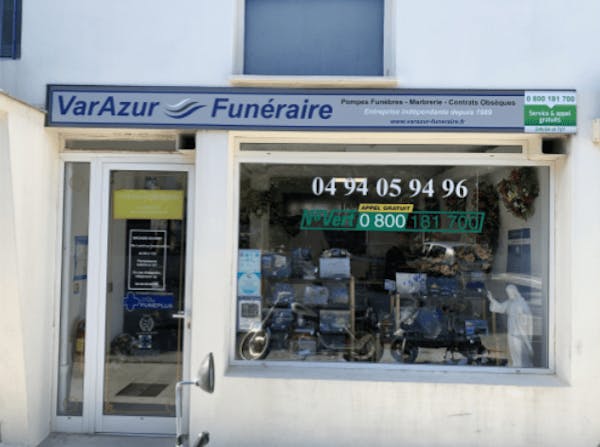 VarAzur Funéraire
Pompes Funèbres - Marbrerie - Contrats Obsèques
Entreprise indépendante depuis 1989
www.varazur-funeraire.fr
0 800 181 700
Service & appel
gratuits
04 94 05 94 96
APPEL GRATUIT
N°Vert 0 800 181 700
FUNEPLUS